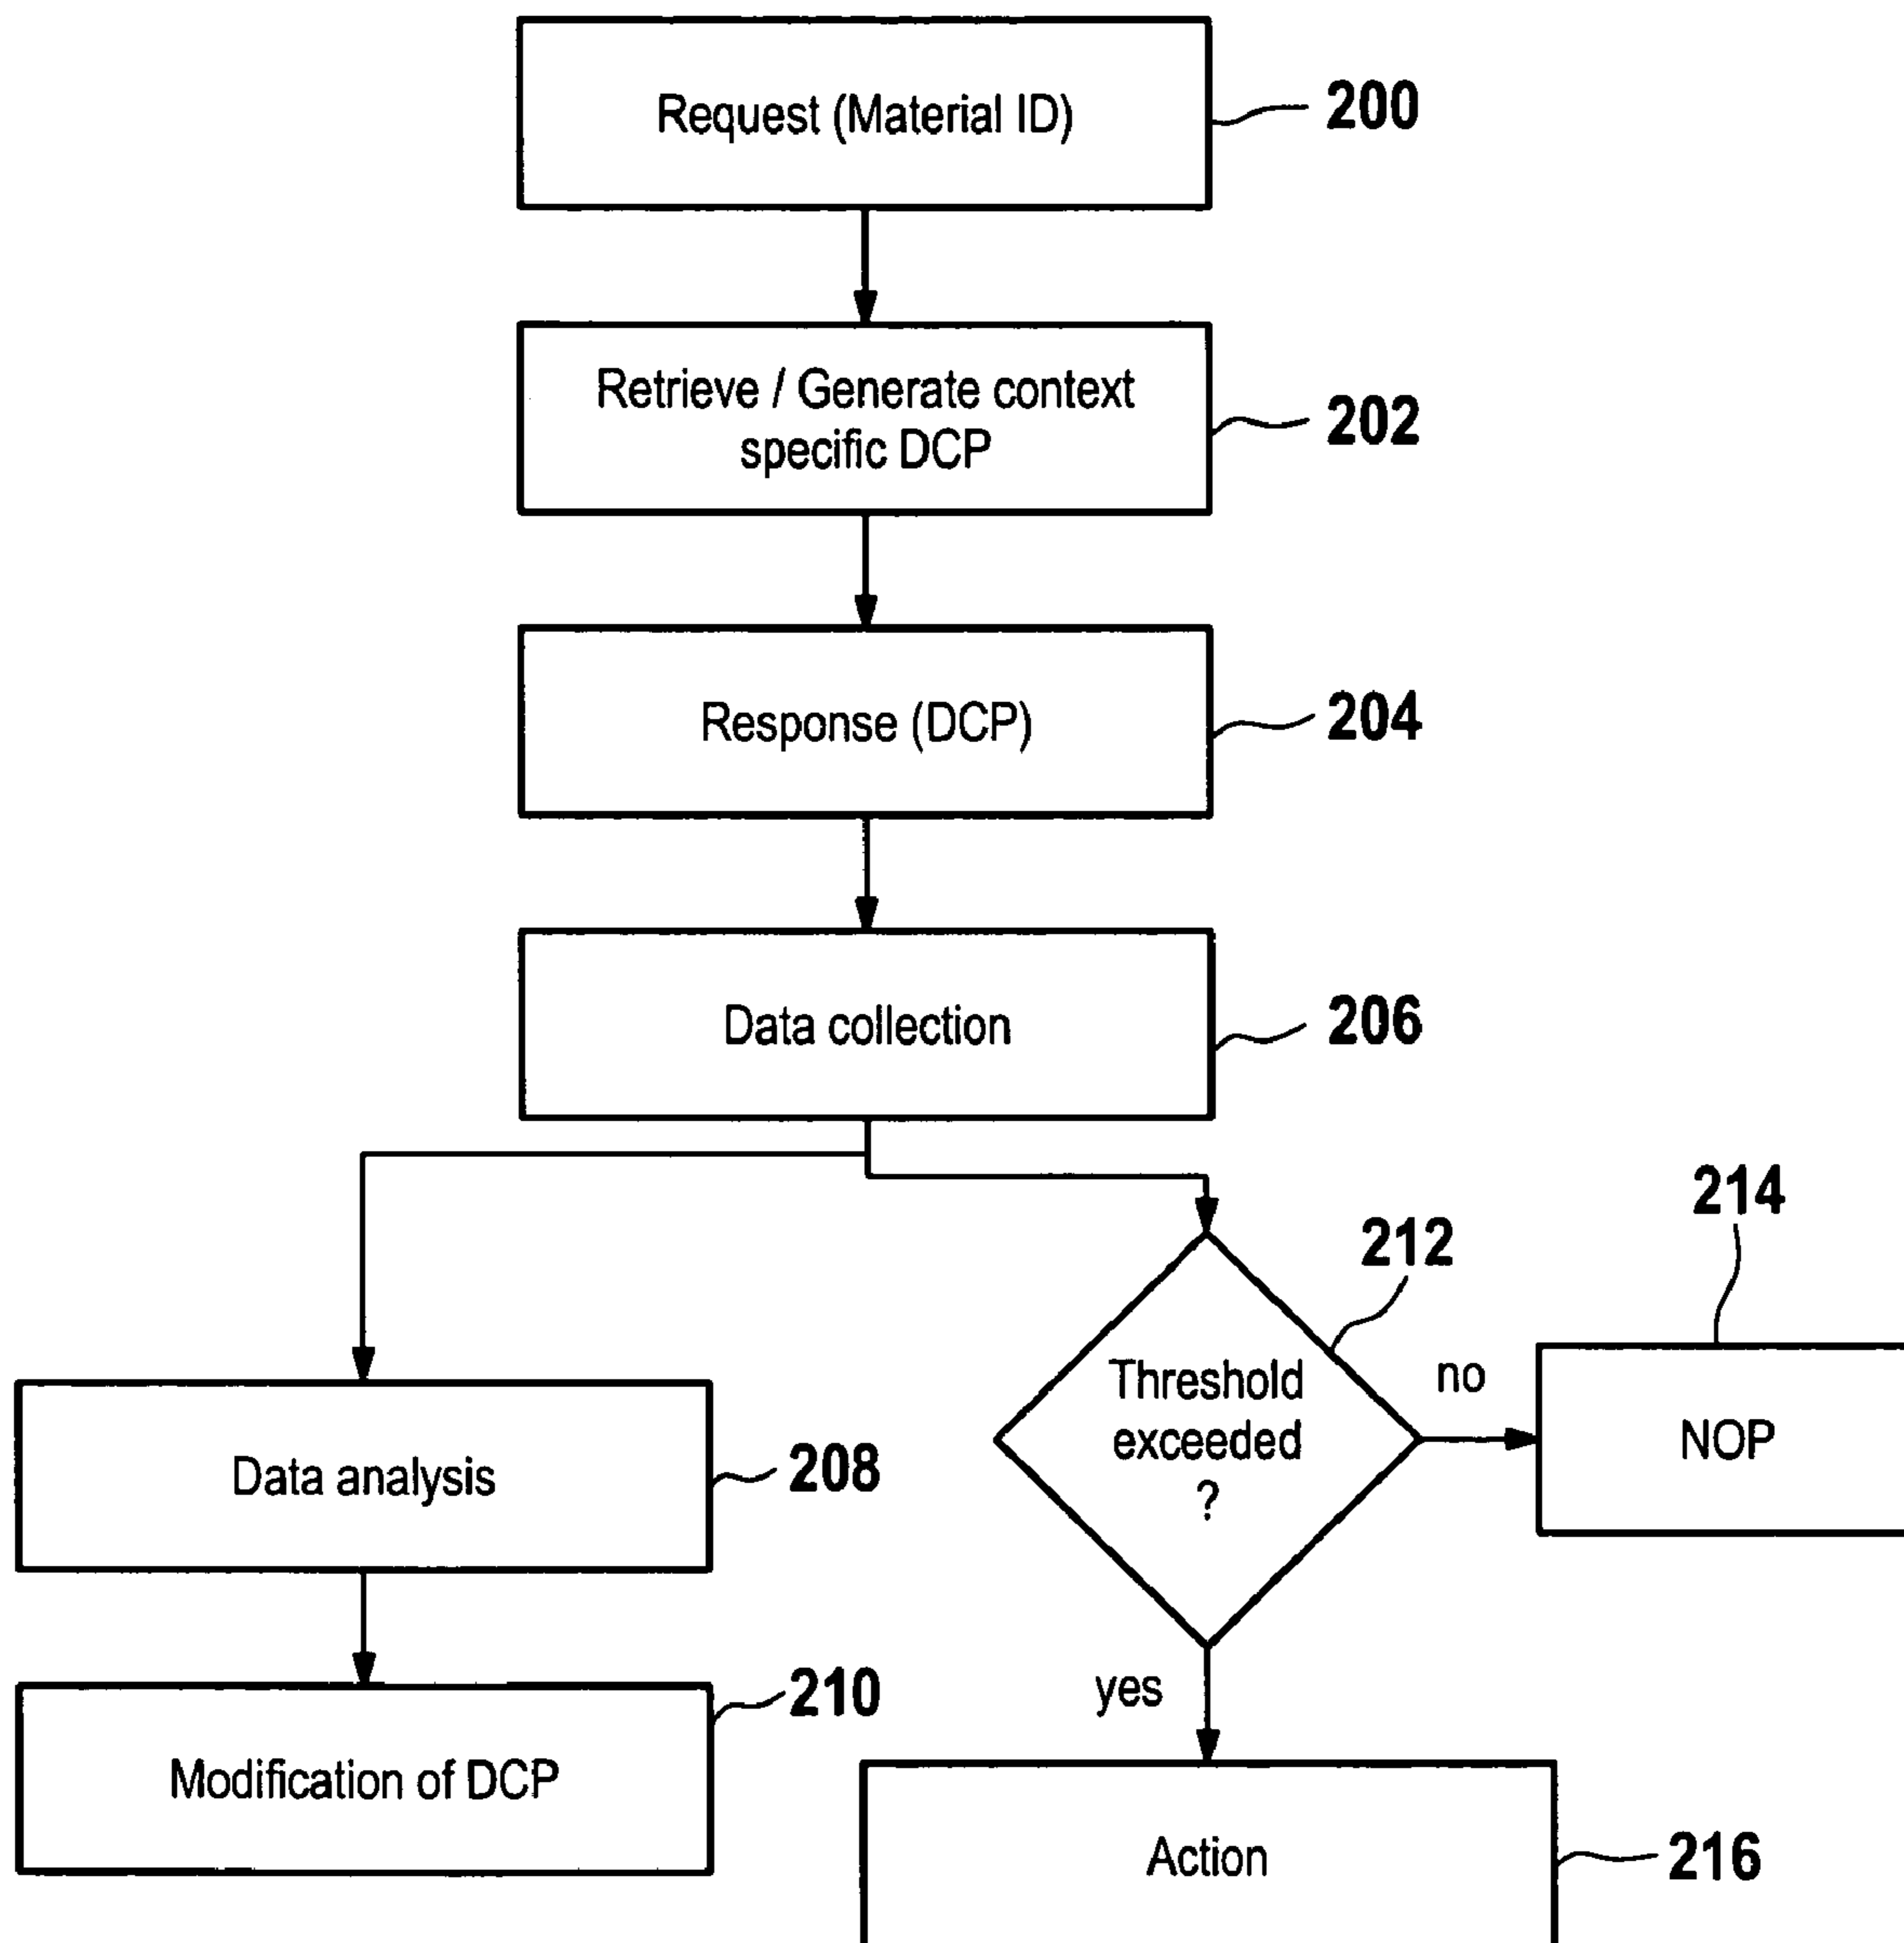 Request (Material ID)
200
Retrieve / Generate context
specific DCP
202
Response (DCP)
204
Data collection
206
214
212
Threshold
exceeded
?
no
NOP
Data analysis
208
yes
210
Modification of DCP
Action
216